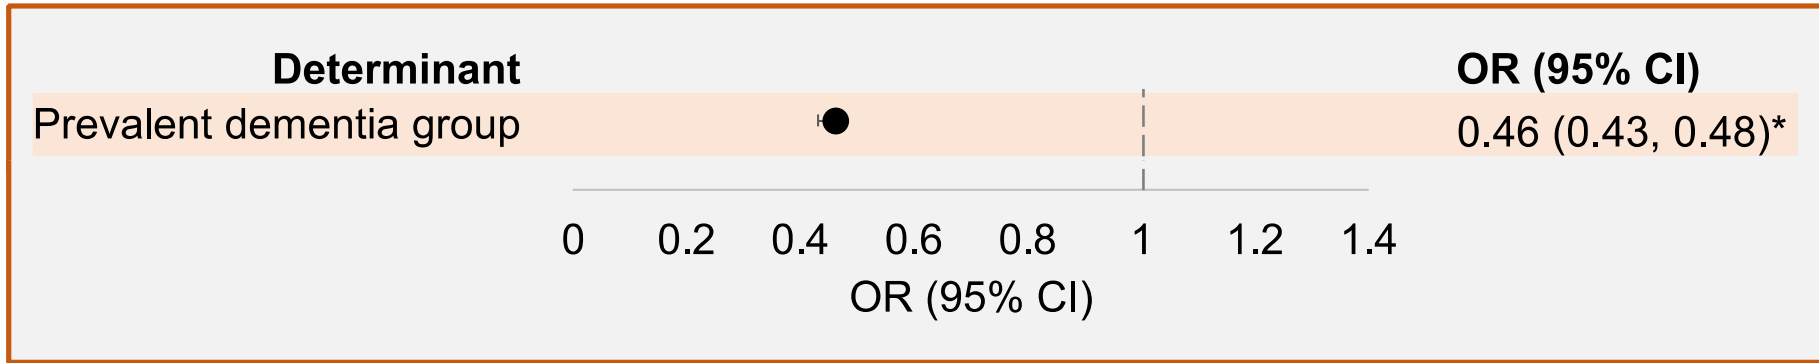 Determinant OR (95% CI)
Prevalent dementia group 0.46 (0.43, 0.48)*
0 0.2 0.4 0.6 0.8 1 1.2 1.4
OR (95% CI)